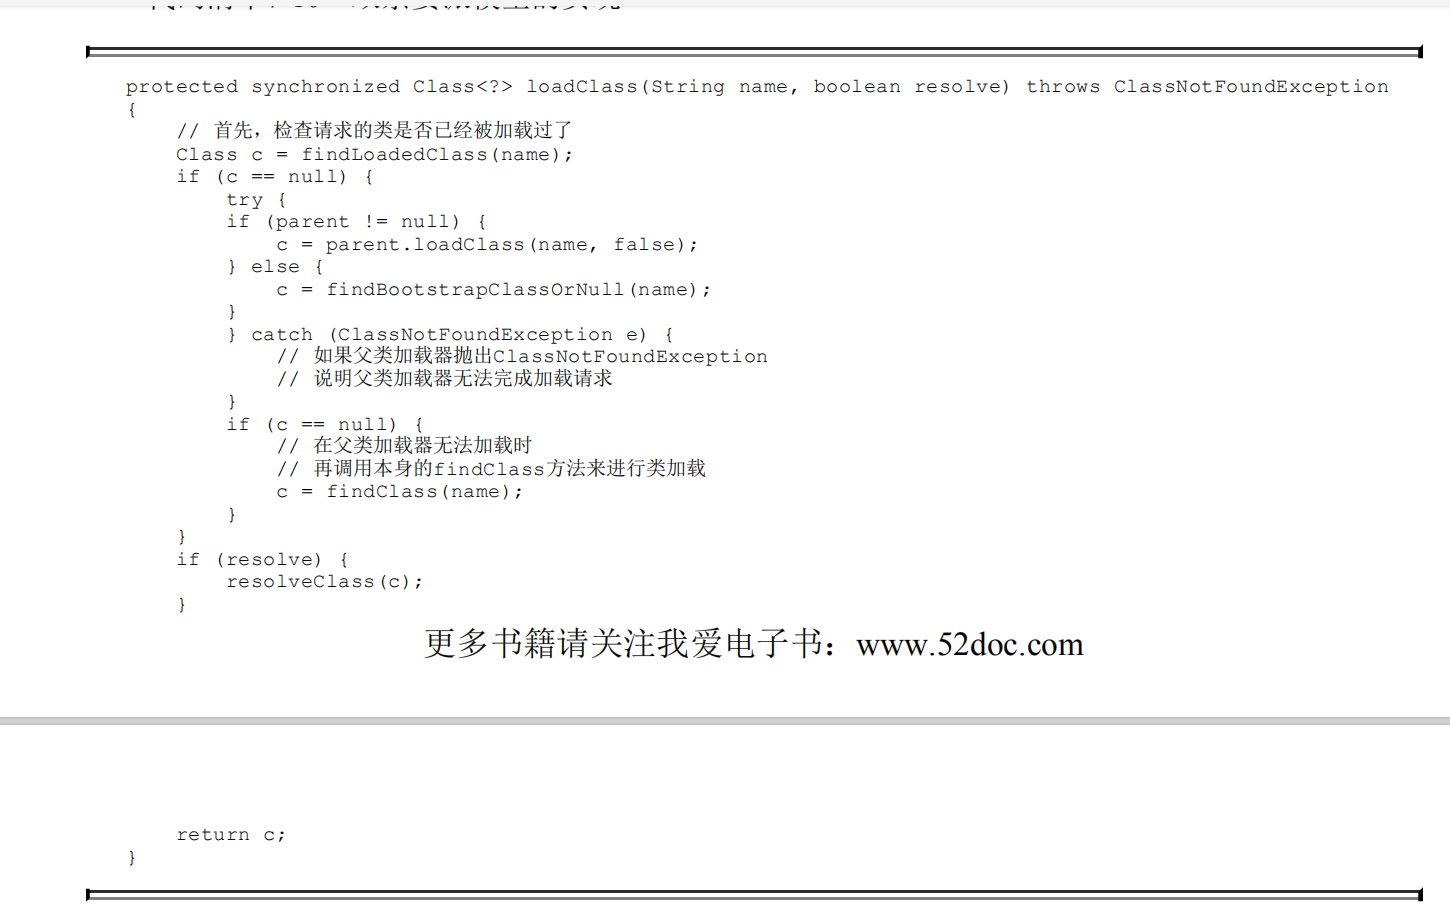 protected synchronized Class<?> loadClass(String name, boolean resolve) throws ClassNotFoundException
{
// 首先，检查请求的类是否已经被加载过了
Class c = findLoadedClass(name);
if (c == null) {
try {
if (parent != null) {
c = parent.loadClass(name, false);
} else {
c = findBootstrapClassOrNull(name);
}
} catch (ClassNotFoundException e) {
// 如果父类加载器抛出ClassNotFoundException
// 说明父类加载器无法完成加载请求
}
if (c == null) {
// 在父类加载器无法加载时
// 再调用本身的findClass方法来进行类加载
c = findClass(name);
}
}
if (resolve) {
resolveClass(c);
}
更多书籍请关注我爱电子书：www.52doc.com
return c;
}